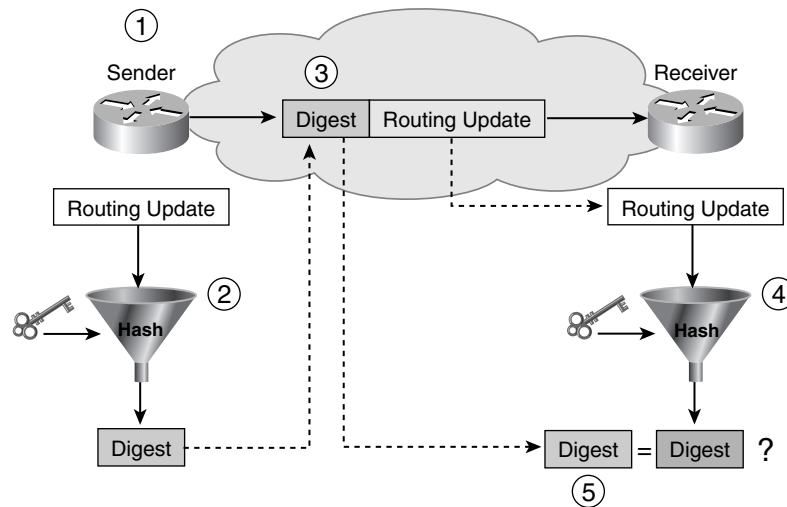 ①
Sender
③
Receiver
Digest Routing Update
Routing Update
Routing Update
②
④
Hash
Hash
Digest
Digest = Digest ?
⑤